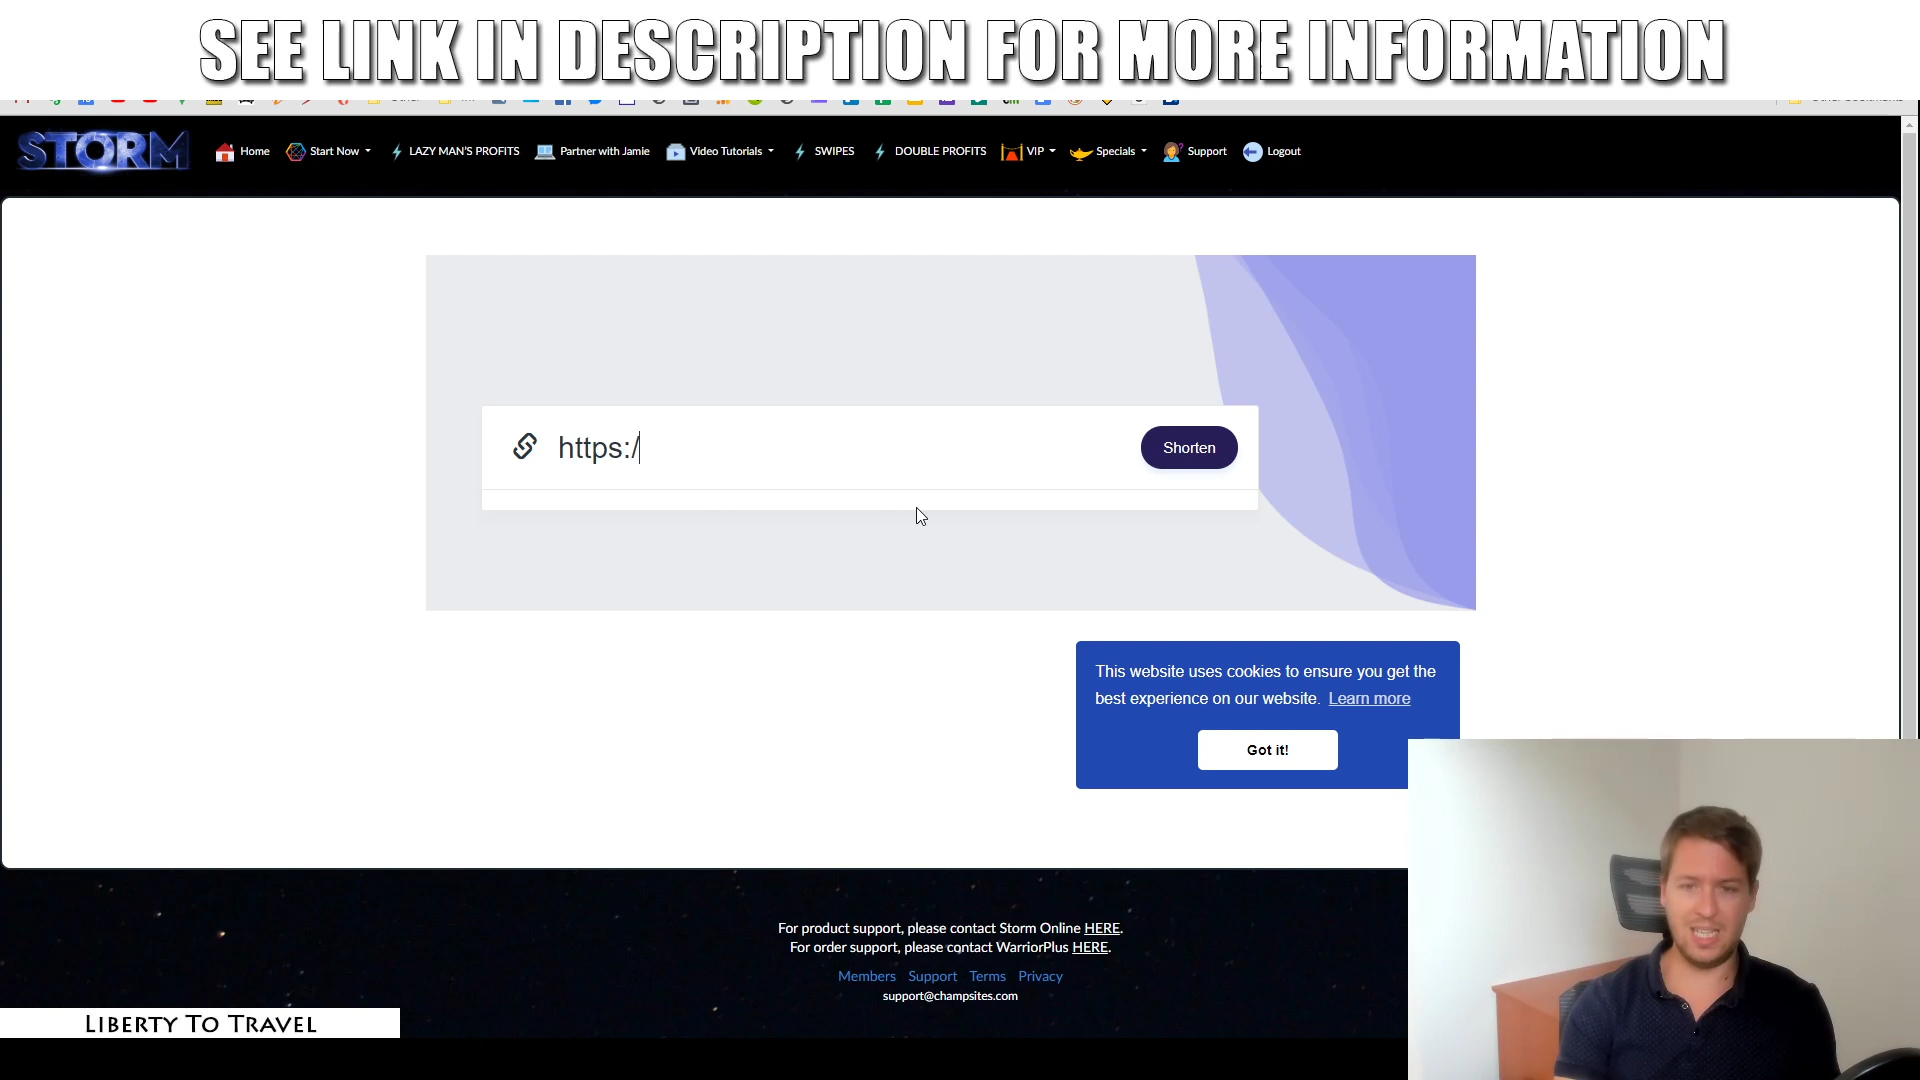 SEE LINK IN DESCRIPTION FOR MORE INFORMATION
STORM Home Start Now LAZY MAN'S PROFITS Partner with Jamie Video Tutorials SWIPES DOUBLE PROFITS VIP Specials Support Logout
https:/ Shorten
This website uses cookies to ensure you get the
best experience on our website. Learn more
Got it!
For product support, please contact Storm Online HERE.
For order support, please contact WarriorPlus HERE.
Members Support Terms Privacy
support@champsites.com
LIBERTY TO TRAVEL